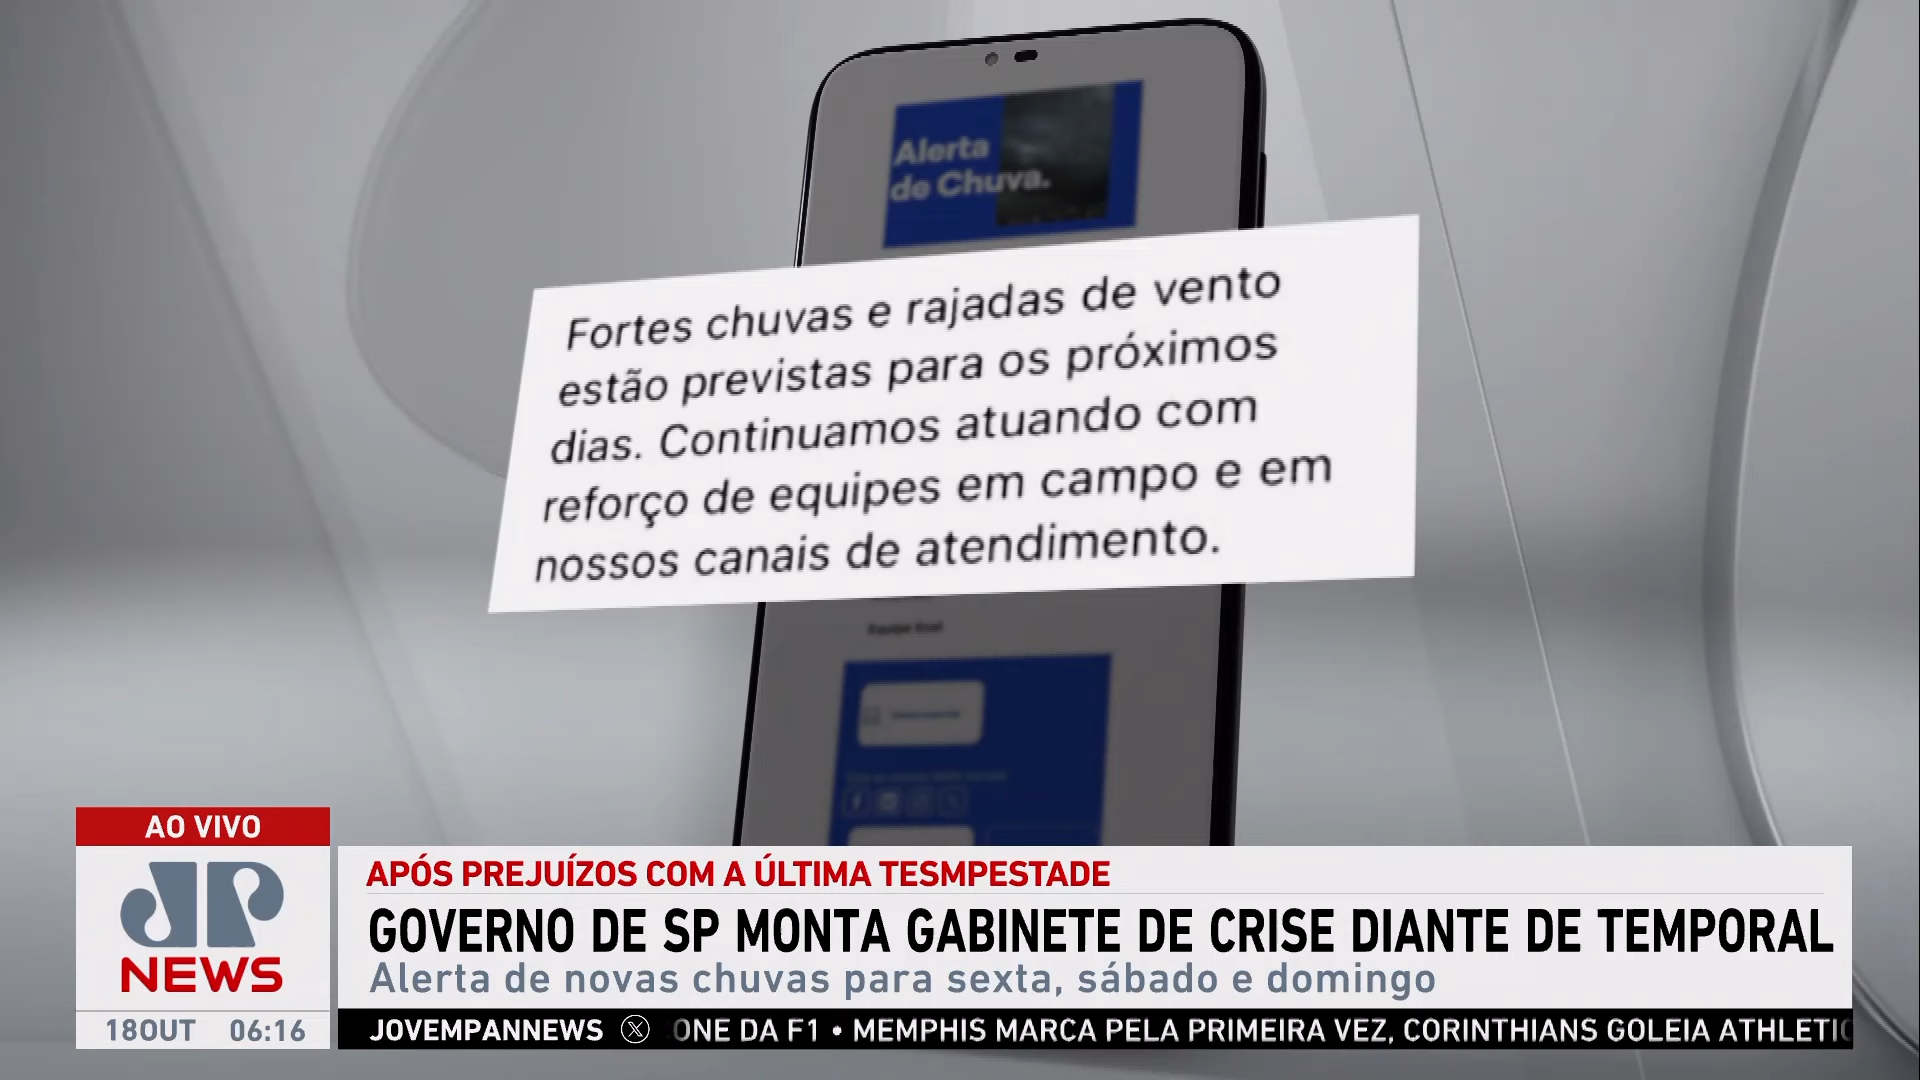 Alerta
de Chuva.
Fortes chuvas e rajadas de vento
estão previstas para os próximos
dias. Continuamos atuando com
reforço de equipes em campo e em
nossos canais de atendimento.
AO VIVO
JP
NEWS
18OUT 06:16
APÓS PREJUÍZOS COM A ÚLTIMA TESMPESTADE
GOVERNO DE SP MONTA GABINETE DE CRISE DIANTE DE TEMPORAL
Alerta de novas chuvas para sexta, sábado e domingo
JOVEMPANNEWS X ONE DA F1 • MEMPHIS MARCA PELA PRIMEIRA VEZ, CORINTHIANS GOLEIA ATHLETIC